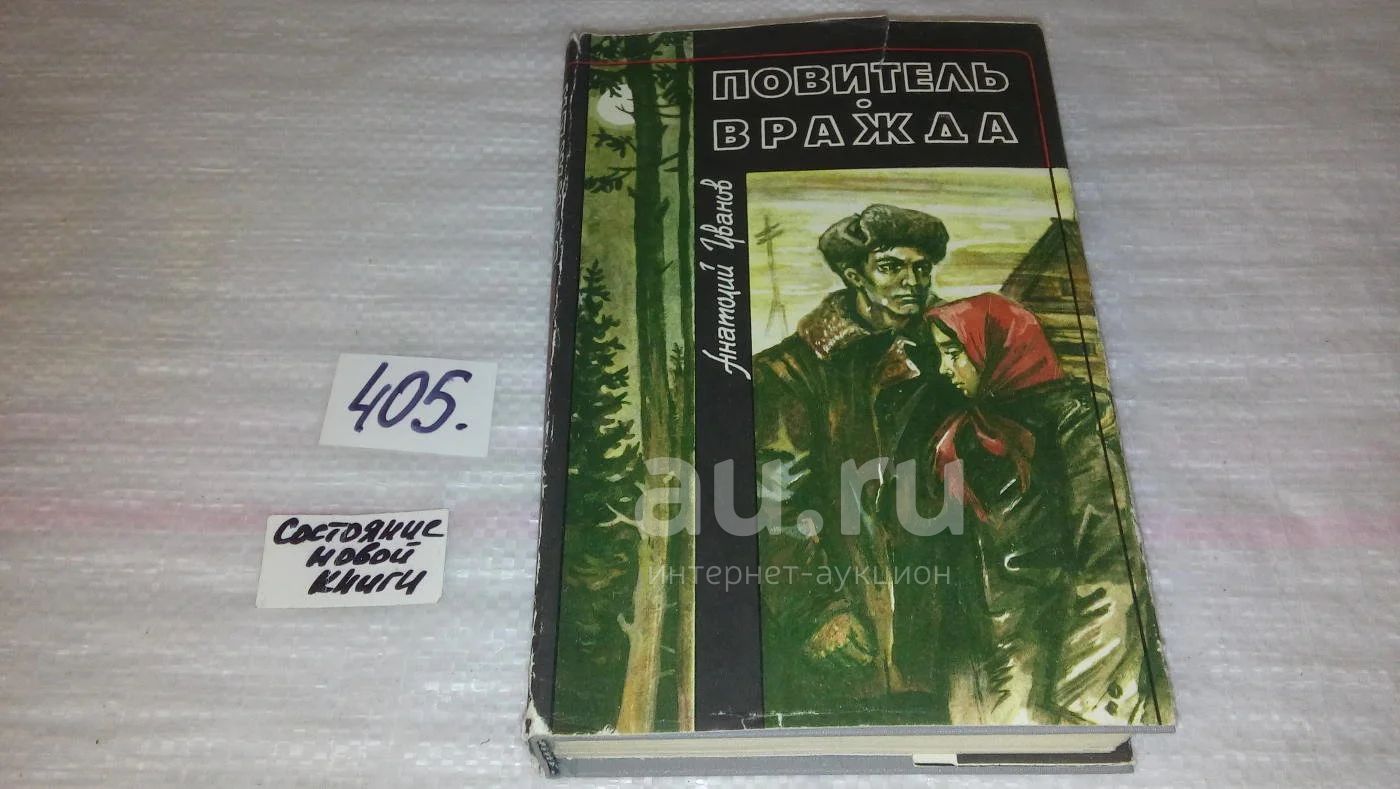 ПОВИТЕЛЬ
ВРАЖДА
Анатолий Иванов
405.
Состояние
новой
книги
au.ru
интернет-аукцион